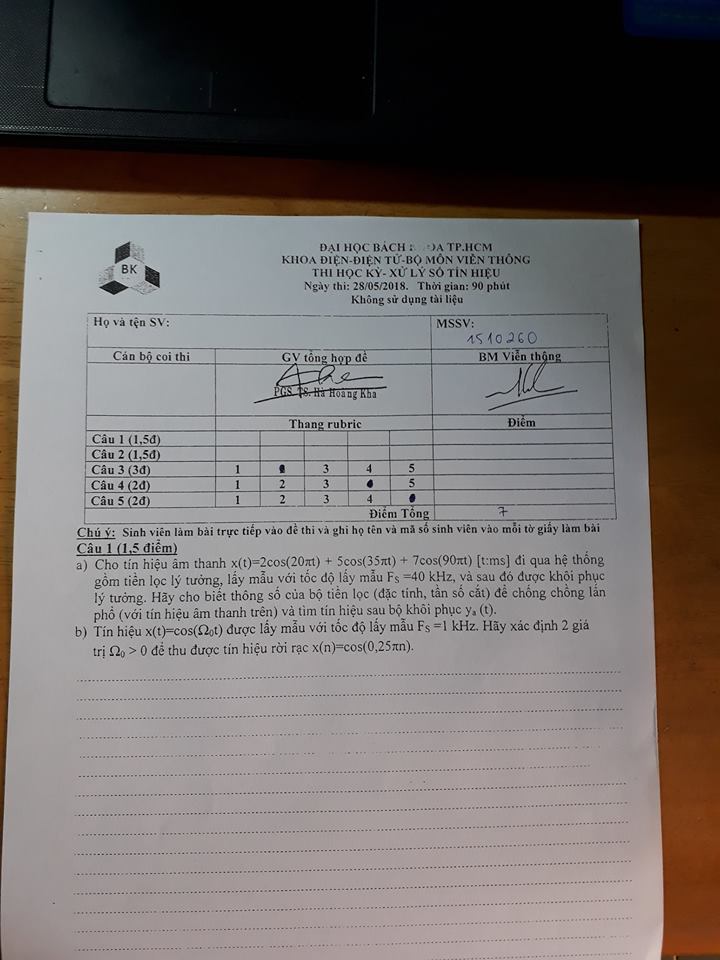 BK
ĐẠI HỌC BÁCH TP.HCM
KHOA ĐIỆN-ĐIỆN TỬ-BỘ MÔN VIỄN THÔNG
THI HỌC KỲ- XỬ LÝ SỐ TÍN HIỆU
Ngày thi: 28/05/2018. Thời gian: 90 phút
Không sử dụng tài liệu
Họ và tên SV: MSSV:
1510260
Cán bộ coi thi GV tổng hợp đề BM Viễn thông
PGS. TS. Hà Hoàng Kha
Thang rubric Điểm
Câu 1 (1,5đ)
Câu 2 (1,5đ)
Câu 3 (3đ) 1 3 4 5
Câu 4 (2đ) 1 2 3 5
Câu 5 (2đ) 1 2 3 4
Điểm Tổng 7
Chú ý: Sinh viên làm bài trực tiếp vào đề thi và ghi họ tên và mã số sinh viên vào mỗi tờ giấy làm bài
Câu 1 (1,5 điểm)
a) Cho tín hiệu âm thanh x(t)=2cos(20πt) + 5cos(35πt) + 7cos(90πt) [t:ms] đi qua hệ thống
gồm tiền lọc lý tưởng, lấy mẫu với tốc độ lấy mẫu FS =40 kHz, và sau đó được khôi phục
lý tưởng. Hãy cho biết thông số của bộ tiền lọc (đặc tính, tần số cắt) để chống chồng lấn
phổ (với tín hiệu âm thanh trên) và tìm tín hiệu sau bộ khôi phục ya (t).
b) Tín hiệu x(t)=cos(Ω0t) được lấy mẫu với tốc độ lấy mẫu FS =1 kHz. Hãy xác định 2 giá
trị Ω0 > 0 để thu được tín hiệu rời rạc x(n)=cos(0,25πn).